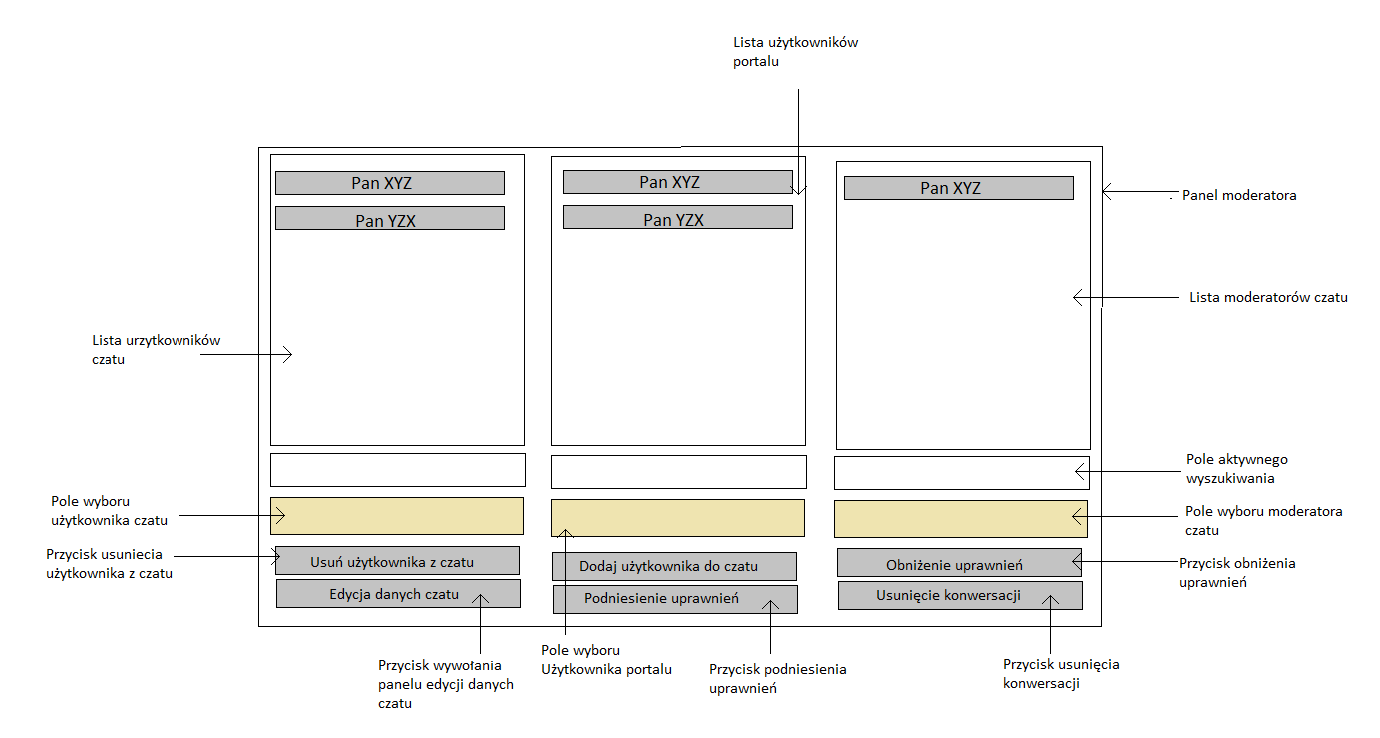 Lista użytkowników
portalu
Pan XYZ
Pan YZX
Pan XYZ
Pan YZX
Pan XYZ
Panel moderatora
Lista moderatorów czatu
Lista urzytkowników
czatu
Pole aktywnego
wyszukiwania
Pole wyboru
użytkownika czatu
Pole wyboru moderatora
czatu
Przycisk usuniecia
użytkownika z czatu
Usuń użytkownika z czatu
Edycja danych czatu
Dodaj użytkownika do czatu
Podniesienie uprawnień
Obniżenie uprawnień
Usunięcie konwersacji
Przycisk obniżenia
uprawnień
Przycisk wywołania
panelu edycji danych
czatu
Pole wyboru
Użytkownika portalu
Przycisk podniesienia
uprawnień
Przycisk usunięcia
konwersacji